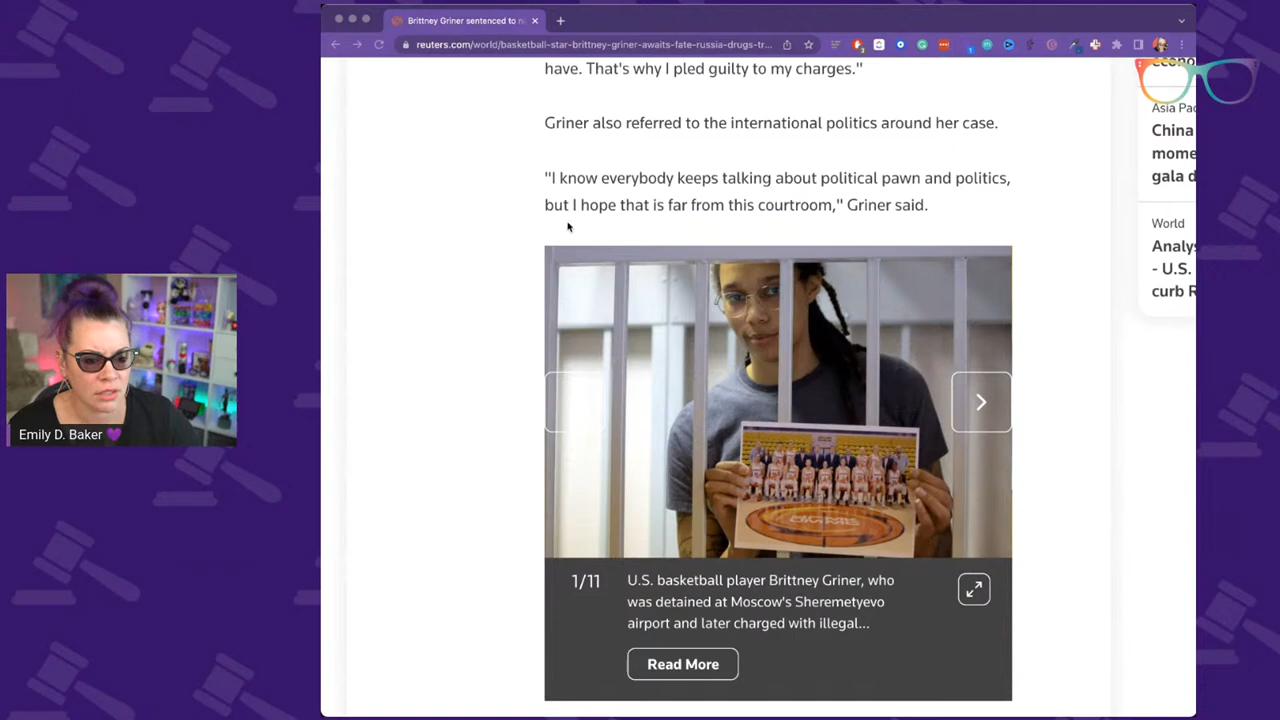 Brittney Griner sentenced to ni
reuters.com/world/basketball-star-brittney-griner-awaits-fate-russia-drugs-tr...
have. That's why I pled guilty to my charges."
Griner also referred to the international politics around her case.
"I know everybody keeps talking about political pawn and politics,
but I hope that is far from this courtroom," Griner said.
1/11
U.S. basketball player Brittney Griner, who
was detained at Moscow's Sheremetyevo
airport and later charged with illegal...
Read More
Asia Pac
China
mome
gala d
World
Analys
- U.S.
curb R
Emily D. Baker 💜